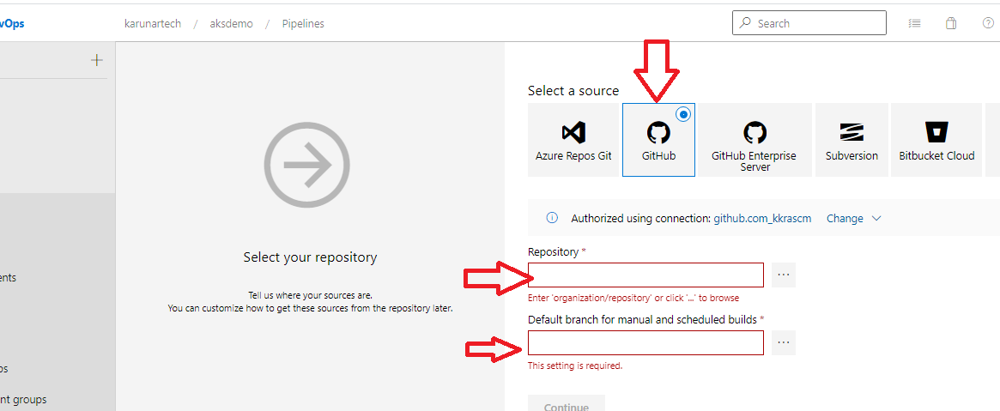 vOps
karunartech / aksdemo / Pipelines
Search
Select a source
Azure Repos Git
GitHub
GitHub Enterprise
Server
Subversion
Bitbucket Cloud
Authorized using connection: github.com_kkrascm Change
Select your repository
Tell us where your sources are.
You can customize how to get these sources from the repository later.
Repository *
...
Enter 'organization/repository' or click '...' to browse
Default branch for manual and scheduled builds *
...
This setting is required.
Continue
ents
os
nt groups